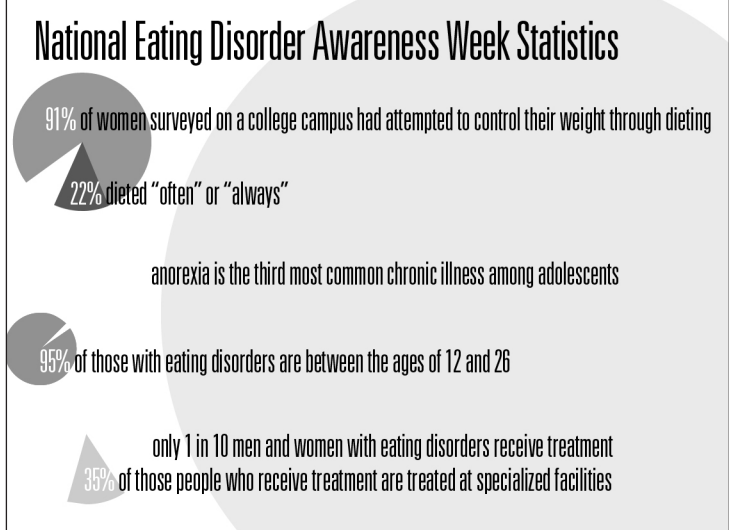 National Eating Disorder Awareness Week Statistics
91% of women surveyed on a college campus had attempted to control their weight through dieting
22% dieted “often” or “always”
anorexia is the third most common chronic illness among adolescents
95% of those with eating disorders are between the ages of 12 and 26
only 1 in 10 men and women with eating disorders receive treatment
35% of those people who receive treatment are treated at specialized facilities